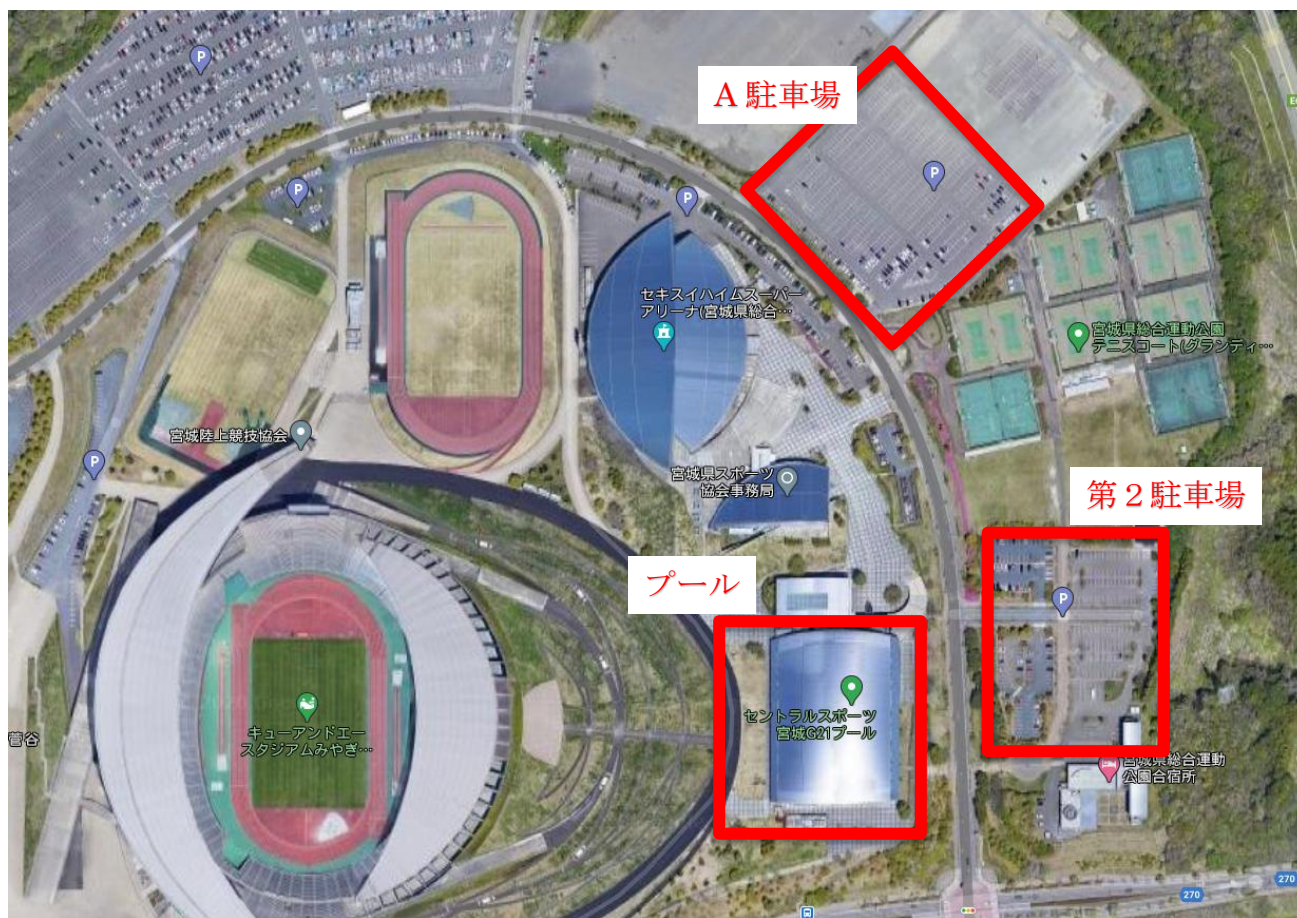 P
A駐車場
E
P
P
P
セキスイハイムスーパー
アリーナ(宮城県総合…
宮城県総合運動公園
テニスコート(グランディ…
宮城陸上競技協会
P
宮城県スポーツ
協会事務局
第2駐車場
プール
P
セントラルスポーツ
宮城G21プール
キューアンドエー
スタジアムみやぎ…
菅谷
宮城県総合運動
公園合宿所
270
270